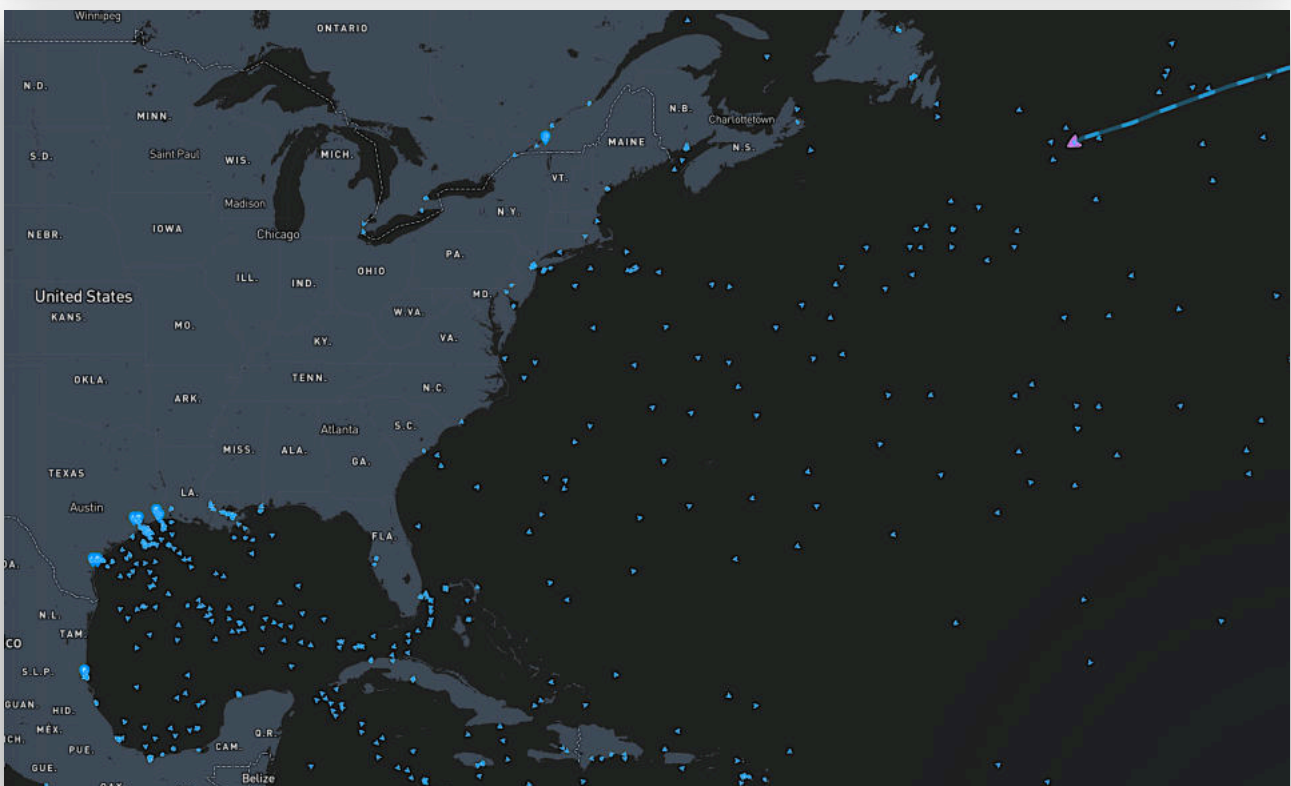 Winnipeg
ONTARIO
N.D.
MINN.
N.B.
Charlottetown
MAINE
N.S.
S.D.
Saint Paul
WIS.
MICH.
VT.
Madison
N.Y.
NEBR.
IOWA
Chicago
PA.
OHIO
ILL.
IND.
MD.
United States
KANS.
MO.
W.VA.
KY.
VA.
OKLA.
TENN.
N.C.
ARK.
Atlanta
S.C.
MISS.
ALA.
GA.
TEXAS
LA.
Austin
FLA.
N.L.
TAM.
CO
S.L.P.
GUAN.
HID.
MÉX.
Q.R.
PUE.
CAM.
GUE.
Belize